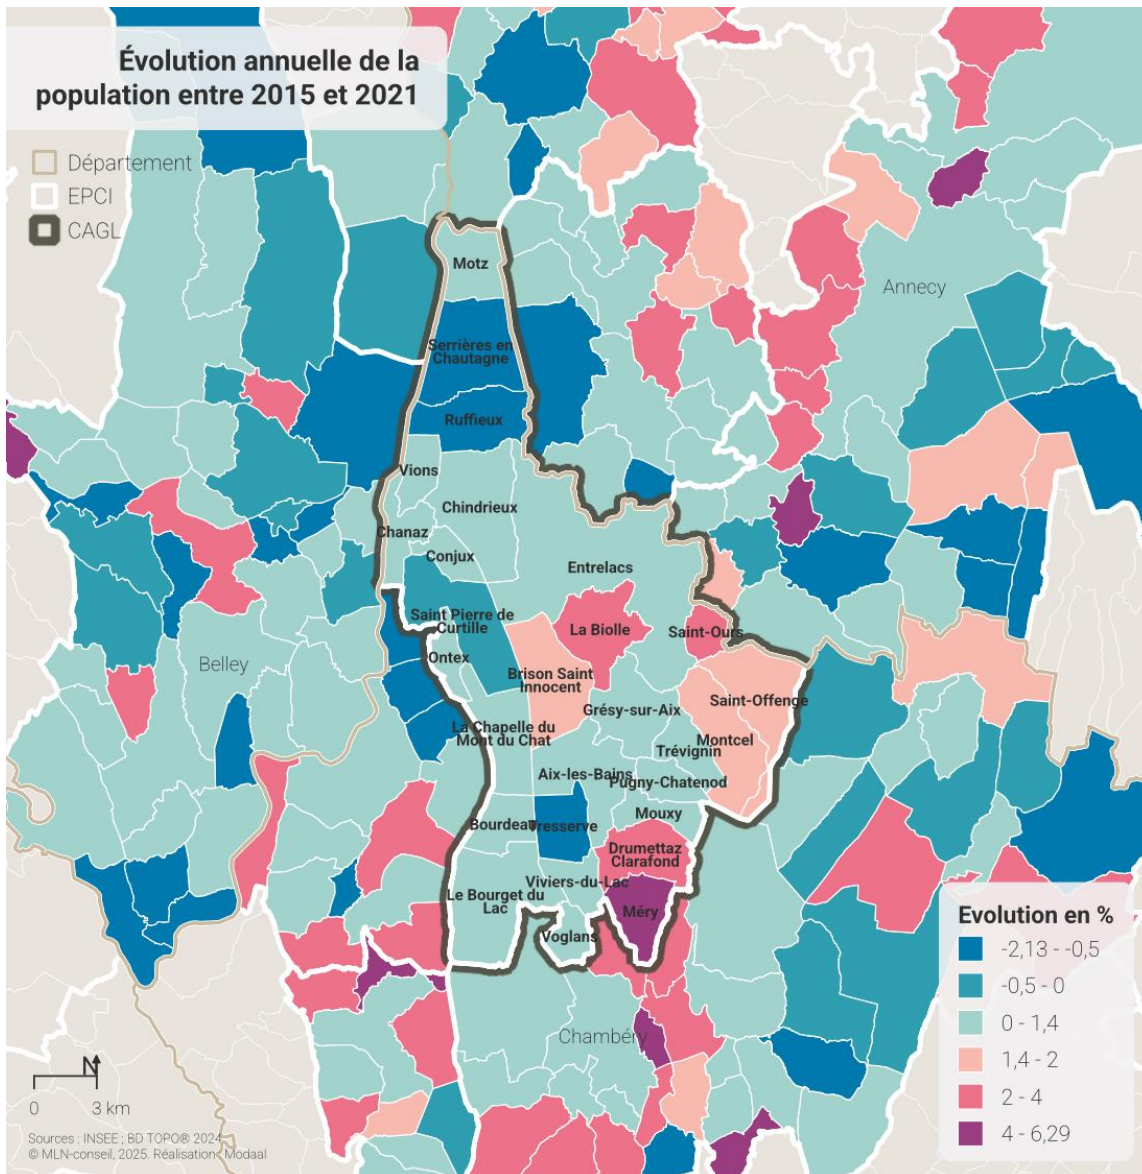 Évolution annuelle de la
population entre 2015 et 2021
Département
EPCI
CAGL
Motz
Annecy
Serrières en
Chautagne
Ruffieux
Vions
Chindrieux
Chanaz
Conjux
Entrelacs
Saint Pierre de
Curtille
La Biolle
Saint-Ours
Belley
Ontex
Brison Saint
Innocent
Saint-Offenge
Grésy-sur-Aix
La Chapelle du
Mont du Chat
Montcel
Trévignin
Aix-les-Bains
Pugny-Chatenod
Mouxy
Bourdeau
Tresserve
Drumettaz
Clarafond
Viviers-du-Lac
Le Bourget du
Lac
Méry
Voglans
Chambéry
Evolution en %
-2,13 - -0,5
-0,5 - 0
0 - 1,4
1,4 - 2
2 - 4
4 - 6,29
N
0 3 km
Sources : INSEE ; BD TOPO® 2024
© MLN-conseil, 2025. Réalisation : Modaal